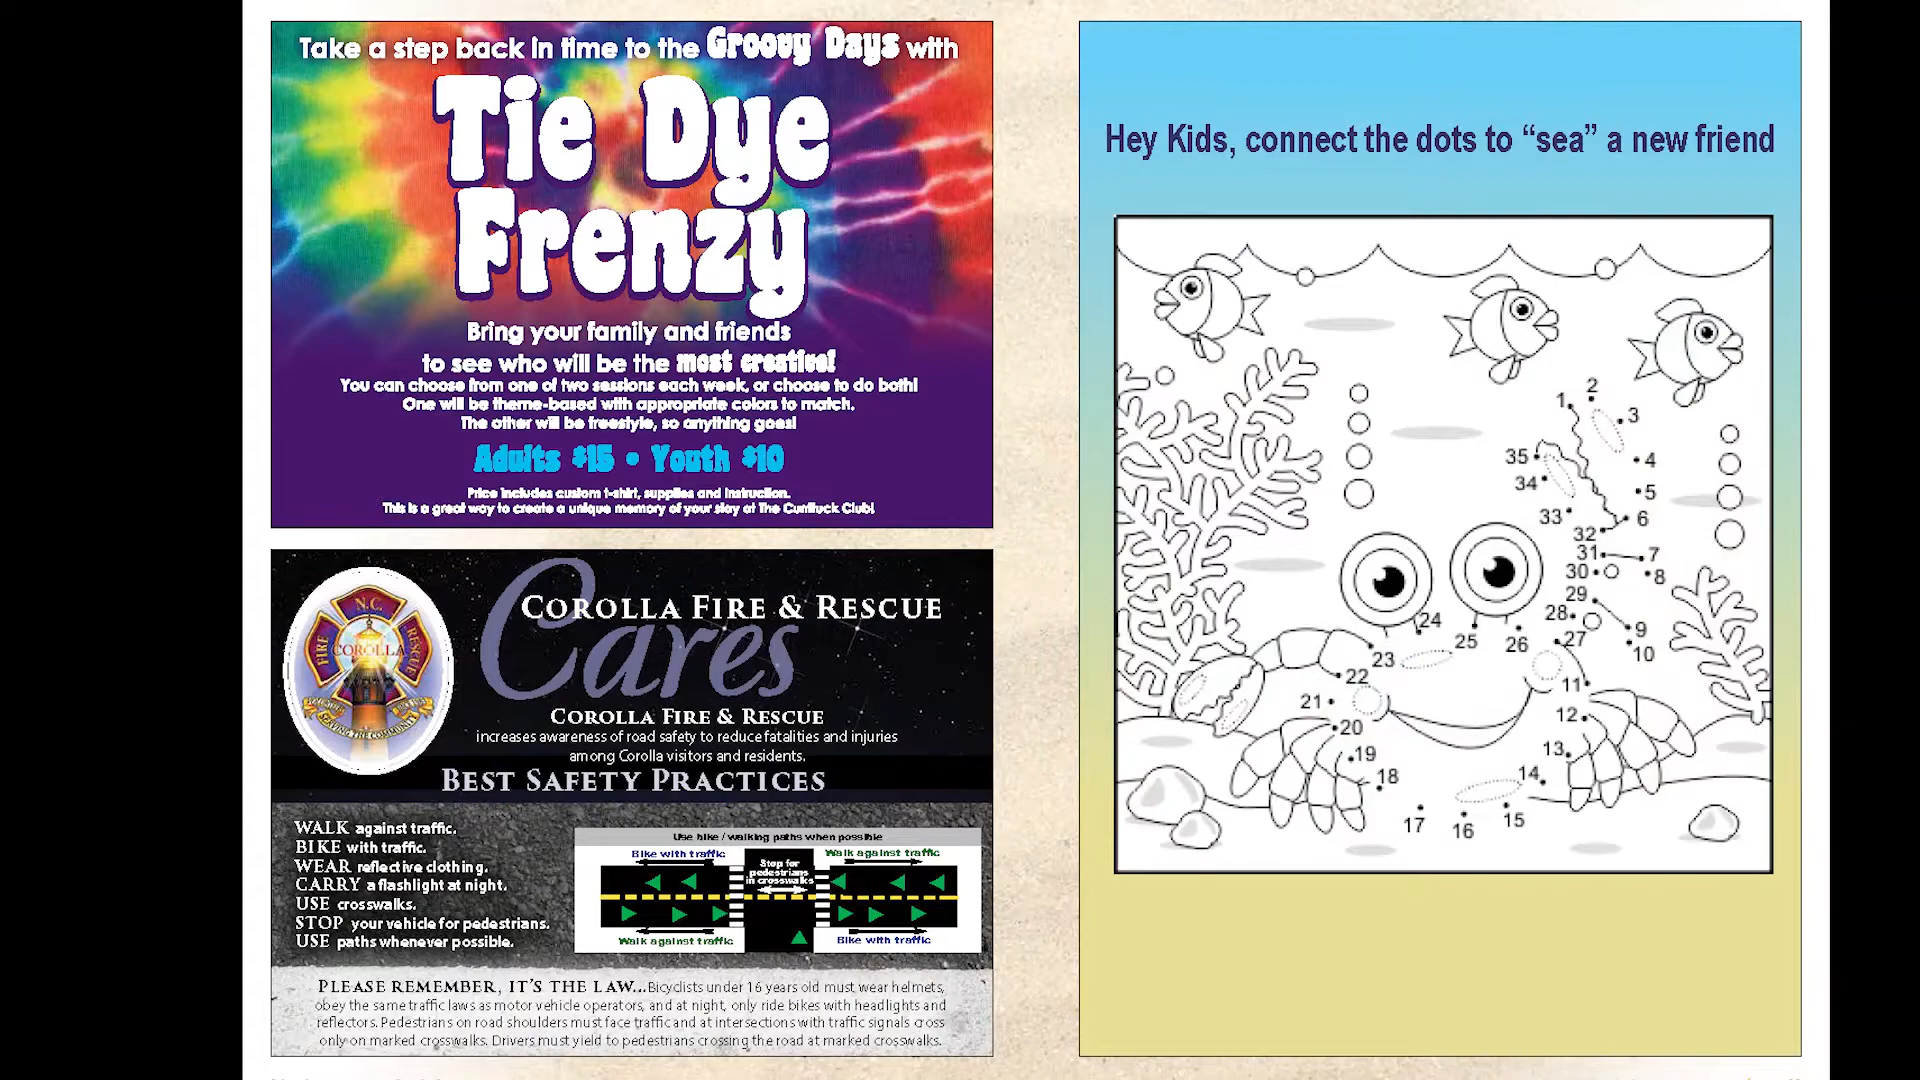 Take a step back in time to the Groovy Days with
Tie Dye
Frenzy
Bring your family and friends
to see who will be the most creative!
You can choose from one of two sessions each week, or choose to do both!
One will be theme-based with appropriate colors to match.
The other will be freestyle, so anything goes!
Adults $15 • Youth $10
Price includes custom t-shirt, supplies and instruction.
This is a great way to create a unique memory of your stay at The Currituck Club!
N.C.
FIRE
COROLLA
RESCUE
Corolla Fire & Rescue
Cares
Corolla Fire & Rescue
increases awareness of road safety to reduce fatalities and injuries
among Corolla visitors and residents.
Best Safety Practices
WALK against traffic.
BIKE with traffic.
WEAR reflective clothing.
CARRY a flashlight at night.
USE crosswalks.
STOP your vehicle for pedestrians.
USE paths whenever possible.
Use bike / walking paths when possible
Bike with traffic
Stop for
pedestrians
in crosswalks
Walk against traffic
Walk against traffic
Bike with traffic
Please remember, it's the law...Bicyclists under 16 years old must wear helmets,
obey the same traffic laws as motor vehicle operators, and at night, only ride bikes with headlights and
reflectors. Pedestrians on road shoulders must face traffic and at intersections with traffic signals cross
only on marked crosswalks. Drivers must yield to pedestrians crossing the road at marked crosswalks.
Hey Kids, connect the dots to “sea” a new friend
1
2
3
4
5
6
7
8
9
10
11
12
13
14
15
16
17
18
19
20
21
22
23
24
25
26
27
28
29
30
31
32
33
34
35